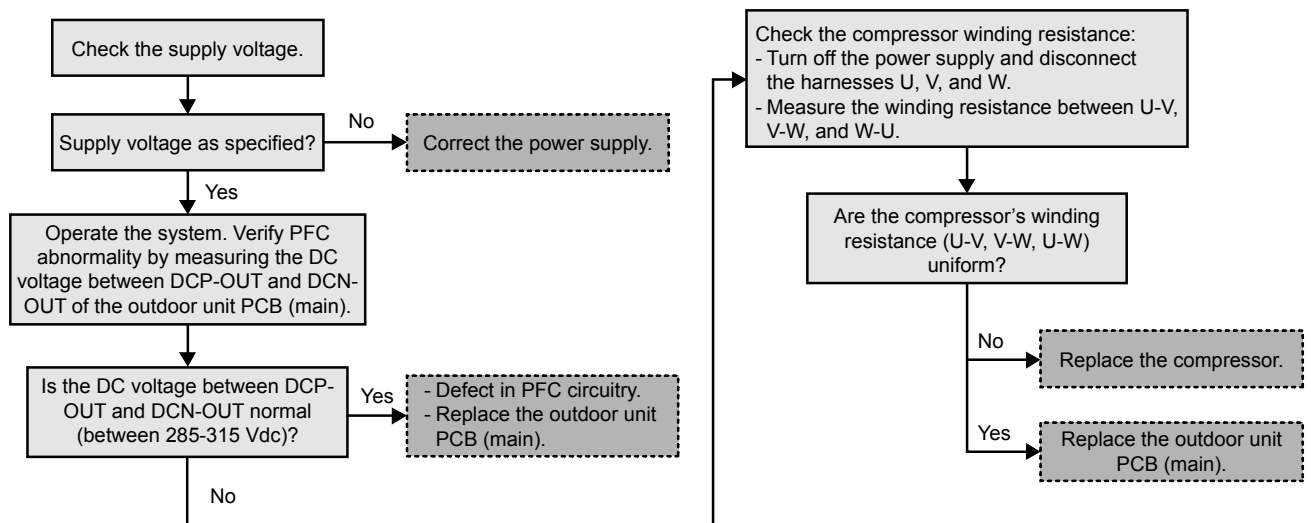 Check the supply voltage.
Supply voltage as specified?
No
Correct the power supply.
Yes
Operate the system. Verify PFC
abnormality by measuring the DC
voltage between DCP-OUT and DCN-
OUT of the outdoor unit PCB (main).
Is the DC voltage between DCP-
OUT and DCN-OUT normal
(between 285-315 Vdc)?
Yes
- Defect in PFC circuitry.
- Replace the outdoor unit
PCB (main).
No
Check the compressor winding resistance:
- Turn off the power supply and disconnect
the harnesses U, V, and W.
- Measure the winding resistance between U-V,
V-W, and W-U.
Are the compressor’s winding
resistance (U-V, V-W, U-W)
uniform?
No
Replace the compressor.
Yes
Replace the outdoor unit
PCB (main).